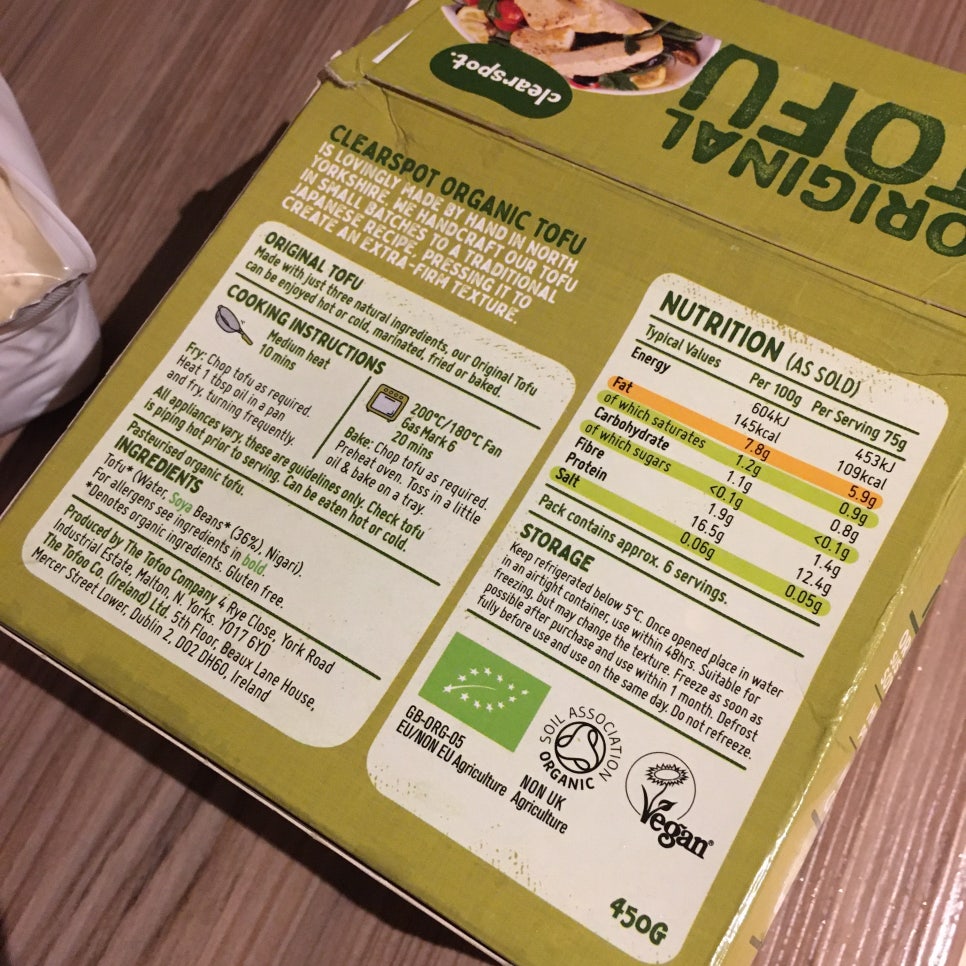 clearspot.
ORIGINAL
TOFU
CLEARSPOT ORGANIC TOFU
IS LOVINGLY MADE BY HAND IN NORTH
YORKSHIRE. WE HANDCRAFT OUR TOFU
IN SMALL BATCHES TO A TRADITIONAL
JAPANESE RECIPE, PRESSING IT TO
CREATE AN EXTRA-FIRM TEXTURE.
ORIGINAL TOFU
Made with just three natural ingredients, our Original Tofu
can be enjoyed hot or cold, marinated, fried or baked.
COOKING INSTRUCTIONS
Medium heat
10 mins
Fry: Chop tofu as required.
Heat 1 tbsp oil in a pan
and fry, turning frequently.
200°C/180°C Fan
Gas Mark 6
20 mins
Bake: Chop tofu as required.
Preheat oven. Toss in a little
oil & bake on a tray.
All appliances vary, these are guidelines only. Check tofu
is piping hot prior to serving. Can be eaten hot or cold.
Pasteurised organic tofu.
INGREDIENTS
Tofu* (Water, Soya Beans* (36%), Nigari).
For allergens see ingredients in bold.
*Denotes organic ingredients. Gluten free.
Produced by The Tofoo Company 4 Rye Close, York Road
Industrial Estate, Malton, N. Yorks. YO17 6YD
The Tofoo Co. (Ireland) Ltd. 5th Floor, Beaux Lane House,
Mercer Street Lower, Dublin 2, D02 DH60, Ireland
NUTRITION (AS SOLD)
Typical Values Per 100g Per Serving 75g
Energy 604kJ 453kJ
145kcal 109kcal
Fat 7.8g 5.9g
of which saturates 1.2g 0.9g
Carbohydrate 1.1g 0.8g
of which sugars <0.1g <0.1g
Fibre 1.9g 1.4g
Protein 16.5g 12.4g
Salt 0.06g 0.05g
Pack contains approx. 6 servings.
STORAGE
Keep refrigerated below 5°C. Once opened place in water
in an airtight container, use within 48hrs. Suitable for
freezing, but may change the texture. Freeze as soon as
possible after purchase and use within 1 month. Defrost
fully before use and use on the same day. Do not refreeze.
GB-ORG-05
EU/NON EU Agriculture
SOIL ASSOCIATION
ORGANIC
NON UK
Agriculture
Vegan
450G